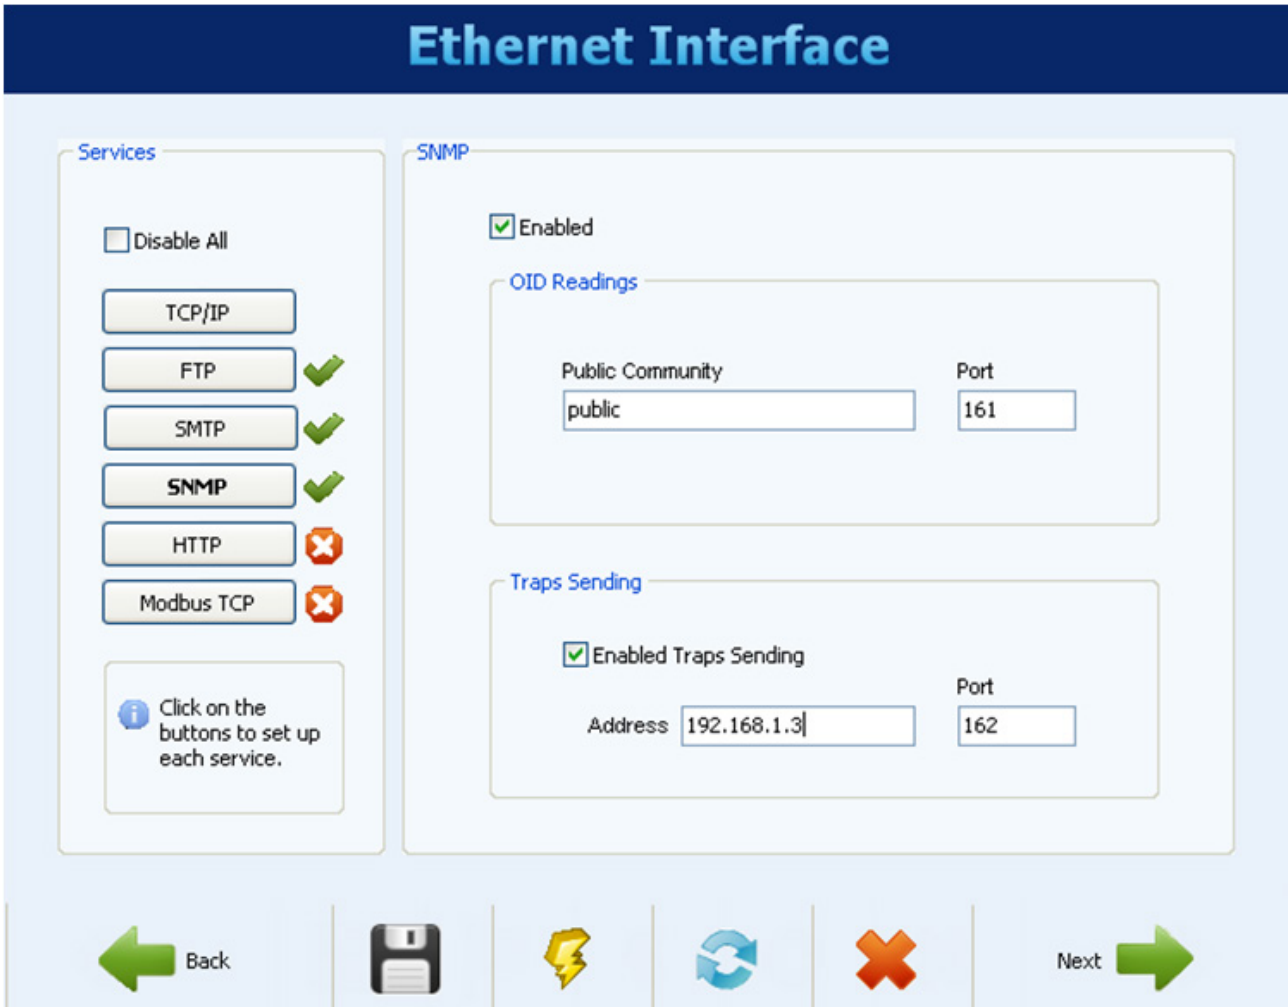 Ethernet Interface
Services
Disable All
TCP/IP
FTP
SMTP
SNMP
HTTP
Modbus TCP
Click on the
buttons to set up
each service.
SNMP
Enabled
OID Readings
Public Community
Port
public
161
Traps Sending
Enabled Traps Sending
Port
Address
192.168.1.3
162
Back
Next